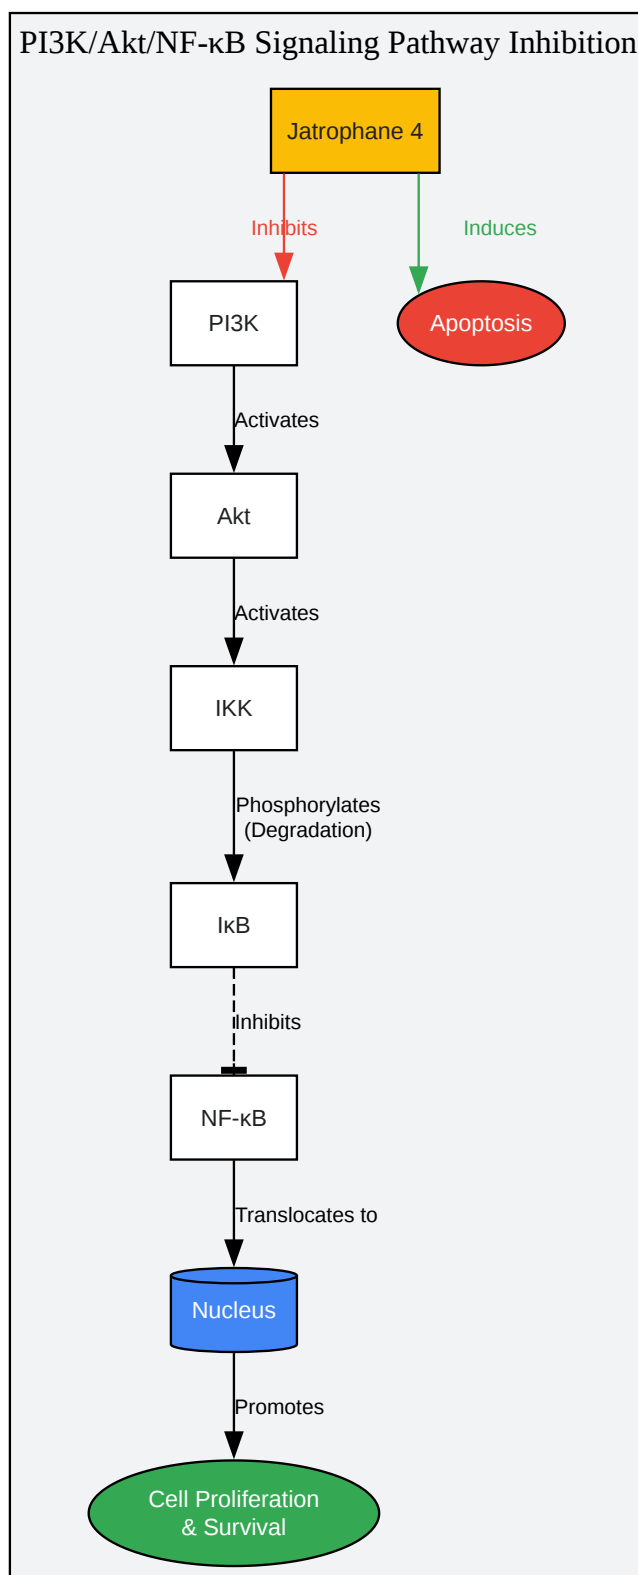 PI3K/Akt/NF-κB Signaling Pathway Inhibition
Jatrophane 4
Inhibits
Induces
PI3K
Apoptosis
Activates
Akt
Activates
IKK
Phosphorylates
(Degradation)
IκB
Inhibits
NF-κB
Translocates to
Nucleus
Promotes
Cell Proliferation
& Survival